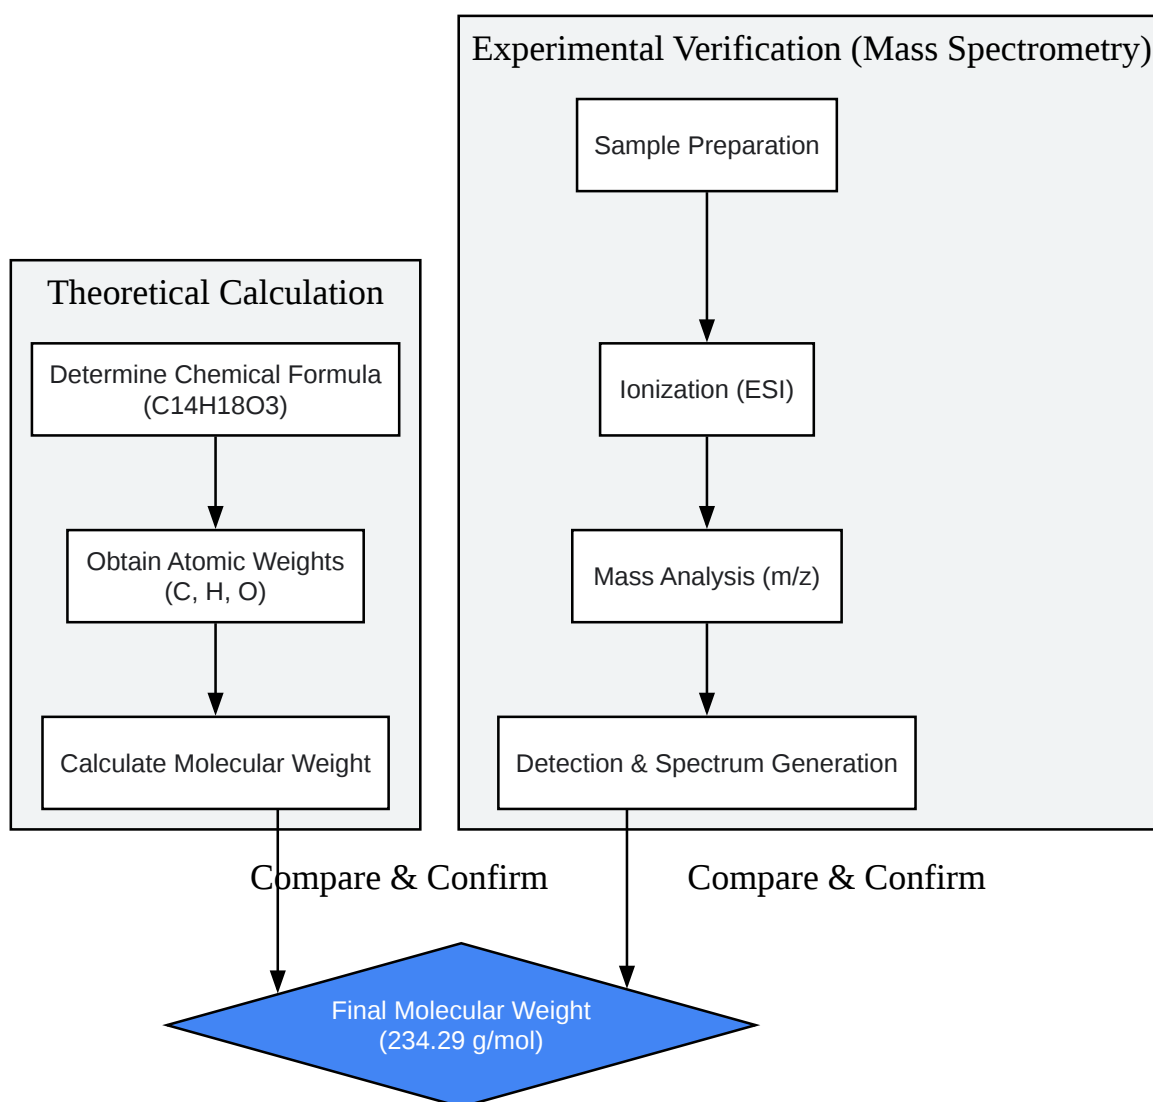 Experimental Verification (Mass Spectrometry)
Sample Preparation
Ionization (ESI)
Mass Analysis (m/z)
Detection & Spectrum Generation
Theoretical Calculation
Determine Chemical Formula
(C14H18O3)
Obtain Atomic Weights
(C, H, O)
Calculate Molecular Weight
Compare & Confirm
Compare & Confirm
Final Molecular Weight
(234.29 g/mol)